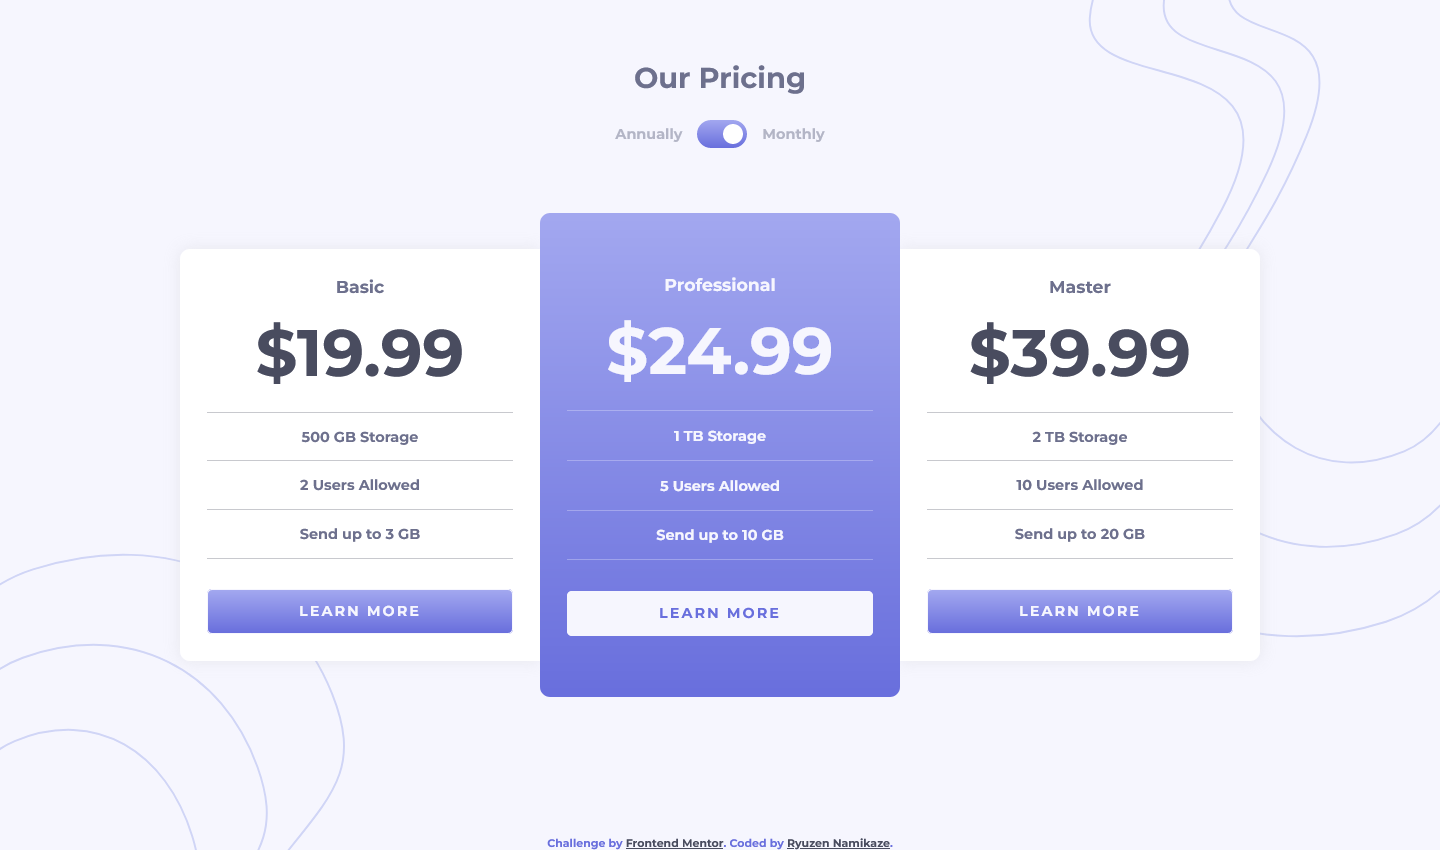 Our Pricing
Annually
Monthly
Basic
$19.99
500 GB Storage
2 Users Allowed
Send up to 3 GB
LEARN MORE
Professional
$24.99
1 TB Storage
5 Users Allowed
Send up to 10 GB
LEARN MORE
Master
$39.99
2 TB Storage
10 Users Allowed
Send up to 20 GB
LEARN MORE
Challenge by Frontend Mentor. Coded by Ryuzen Namikaze.